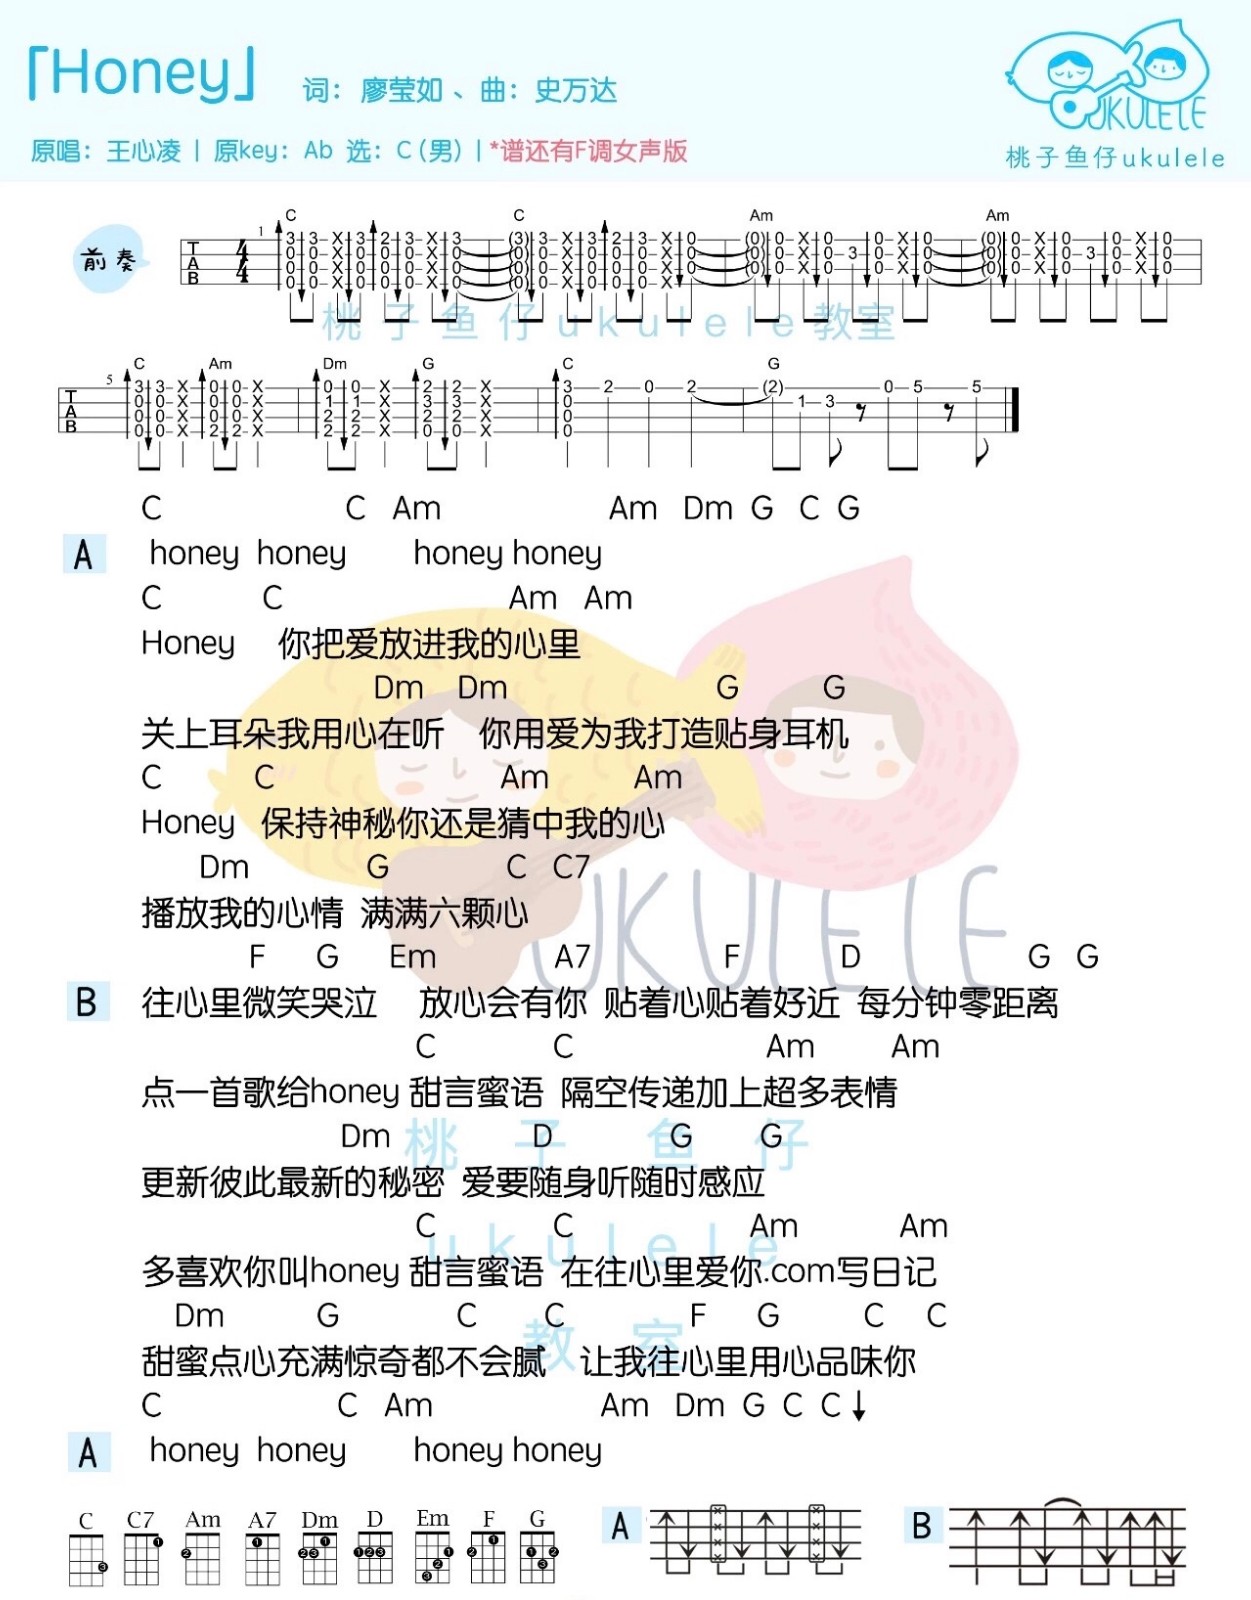 「Honey」 词：廖莹如 、曲：史万达
原唱：王心凌 | 原key：Ab 选：C（男）| *谱还有F调女声版
UKULELE
桃子鱼仔ukulele
前奏
C C Am Am
桃子鱼仔ukulele教室
C Am Dm G C G
C C Am Am Dm G C G
A honey honey honey honey
C C Am Am
Honey 你把爱放进我的心里
Dm Dm G G
关上耳朵我用心在听 你用爱为我打造贴身耳机
C C Am Am
Honey 保持神秘你还是猜中我的心
Dm G C C7
播放我的心情 满满六颗心
UKULELE
F G Em A7 F D G G
B 往心里微笑哭泣 放心会有你 贴着心贴着好近 每分钟零距离
C C Am Am
点一首歌给honey 甜言蜜语 隔空传递加上超多表情
桃子鱼仔
Dm D G G
更新彼此最新的秘密 爱要随身听随时感应
ukulele
C C Am Am
多喜欢你叫honey 甜言蜜语 在往心里爱你.com写日记
教室
Dm G C C F G C C
甜蜜点心充满惊奇都不会腻 让我往心里用心品味你
C C Am Am Dm G C C↓
A honey honey honey honey
C C7 Am A7 Dm D Em F G
A B